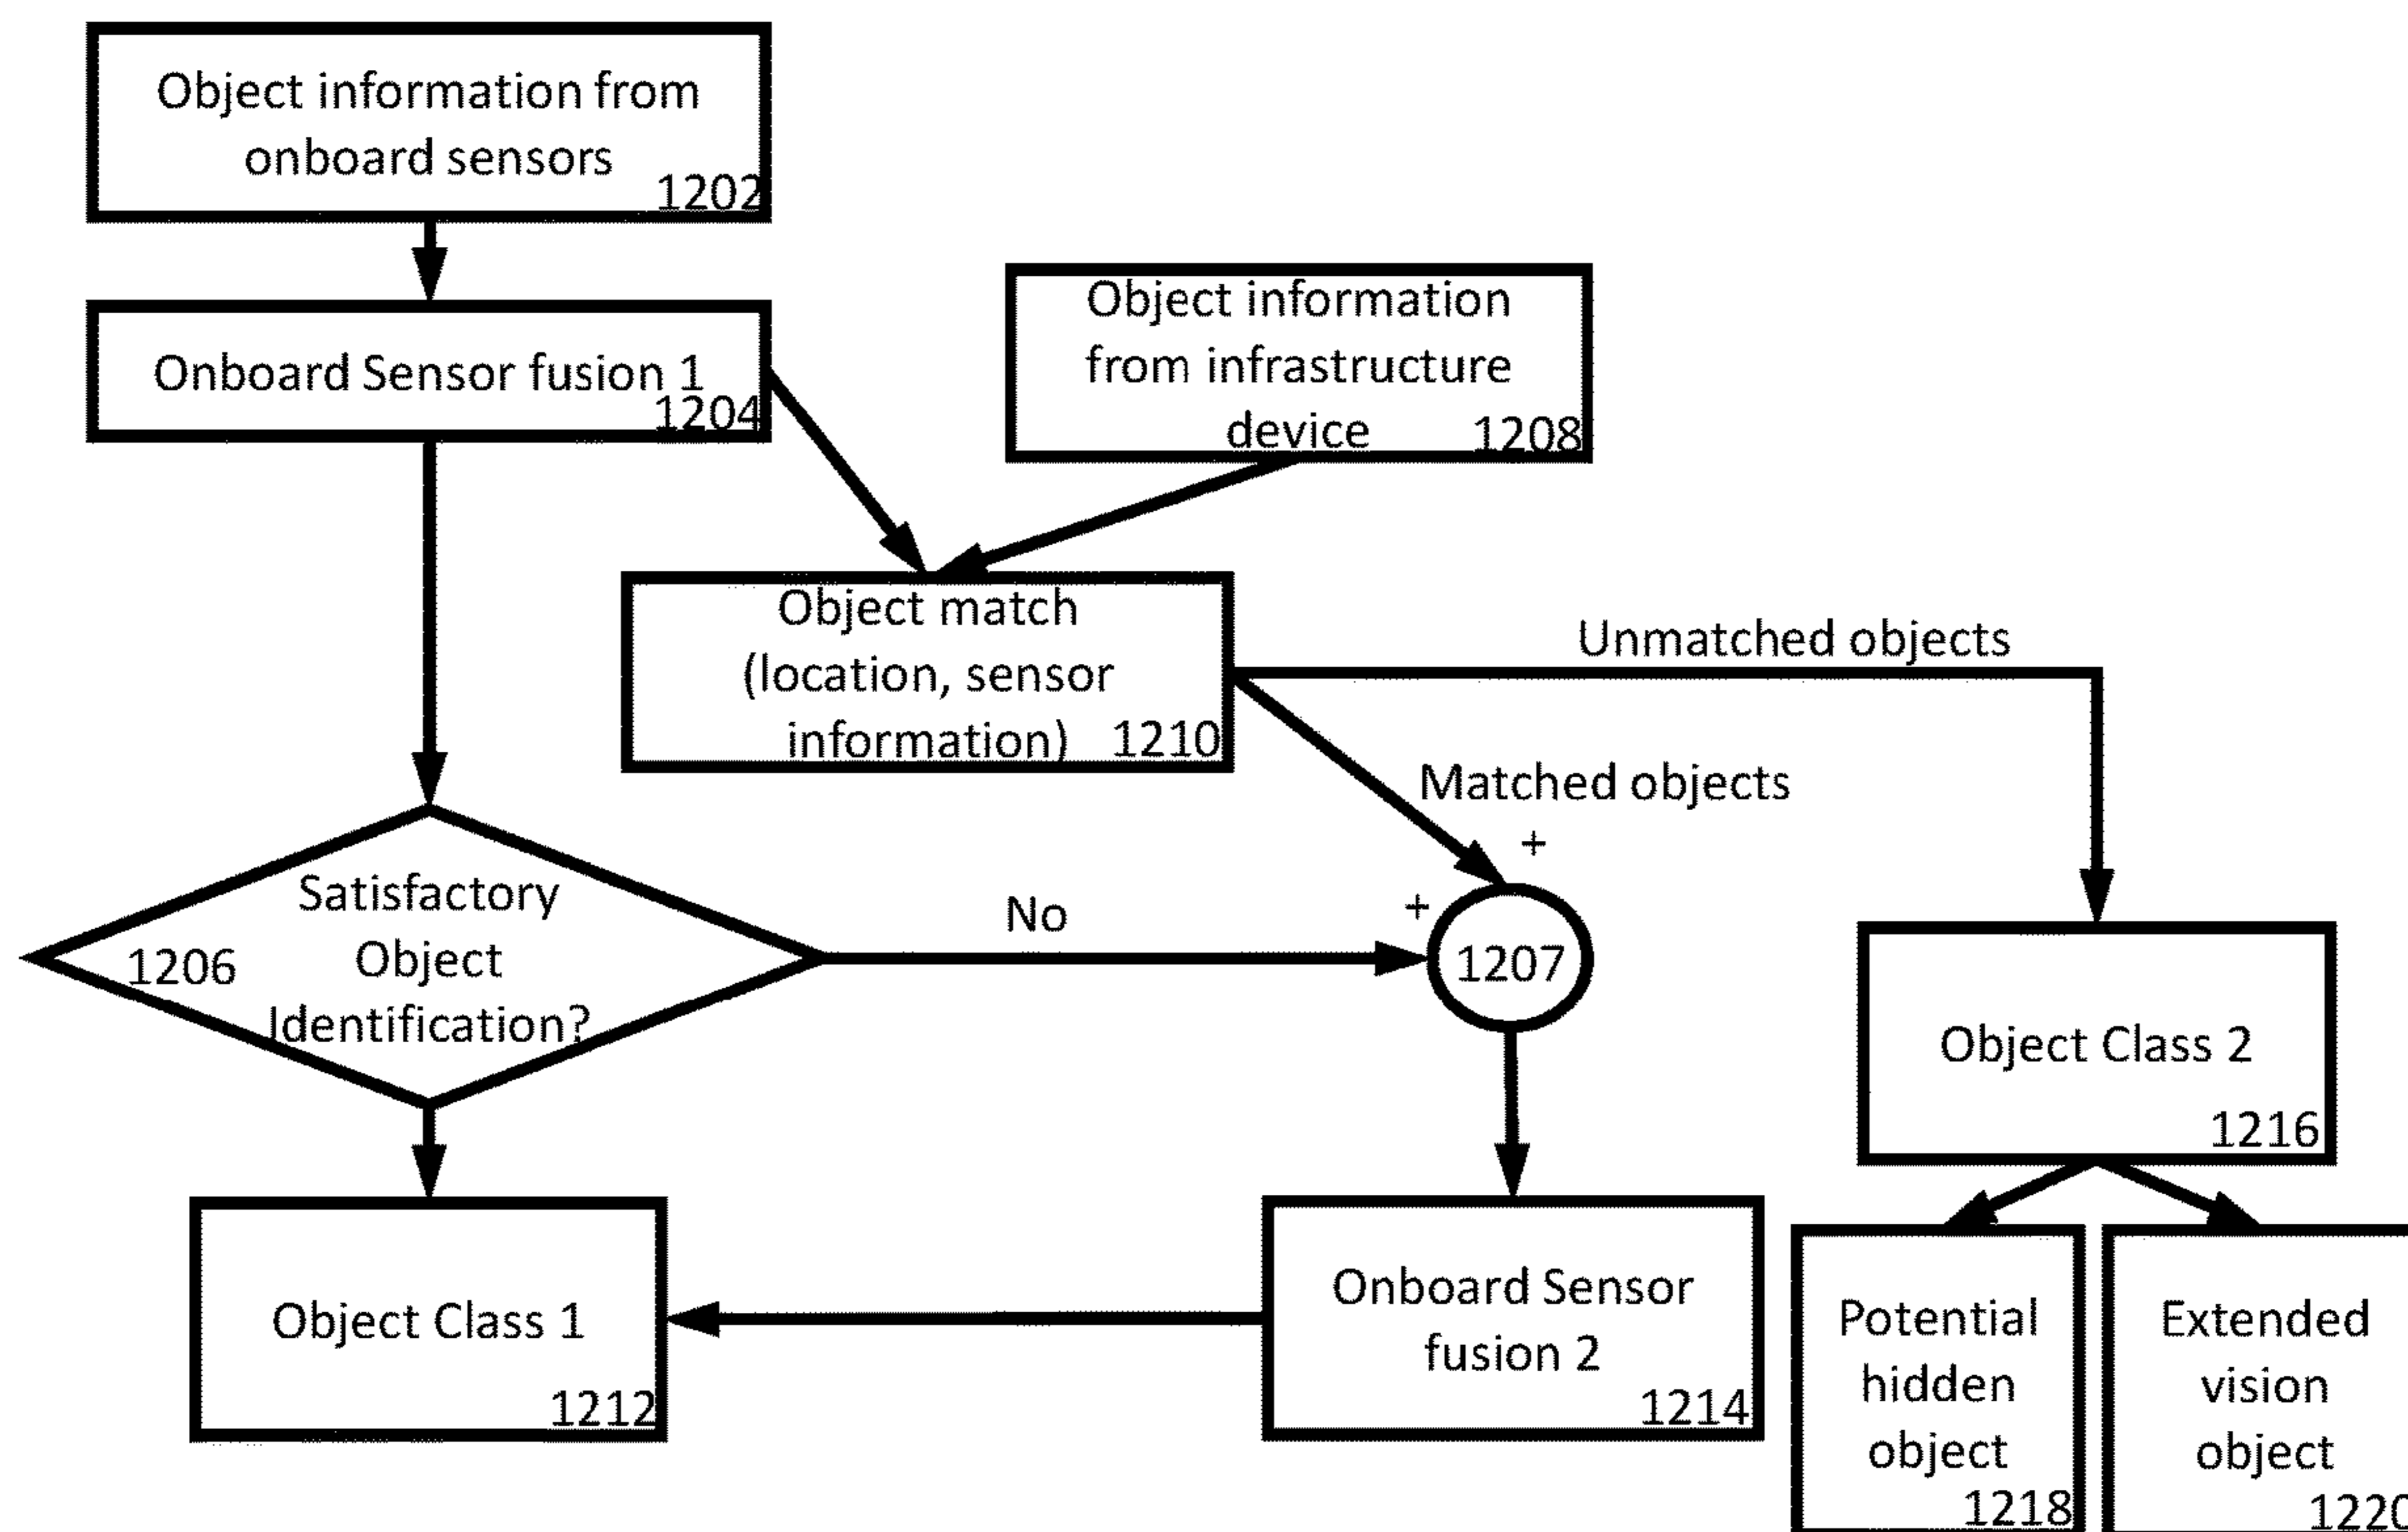 Object information from
onboard sensors
1202
Onboard Sensor fusion 1
1204
Object information
from infrastructure
device 1208
Object match
(location, sensor
information) 1210
Unmatched objects
Matched objects
+
+
No
Satisfactory
Object
1206
Identification?
1207
Object Class 2
1216
Object Class 1
1212
Onboard Sensor
fusion 2
1214
Potential
hidden
object
1218
Extended
vision
object
1220